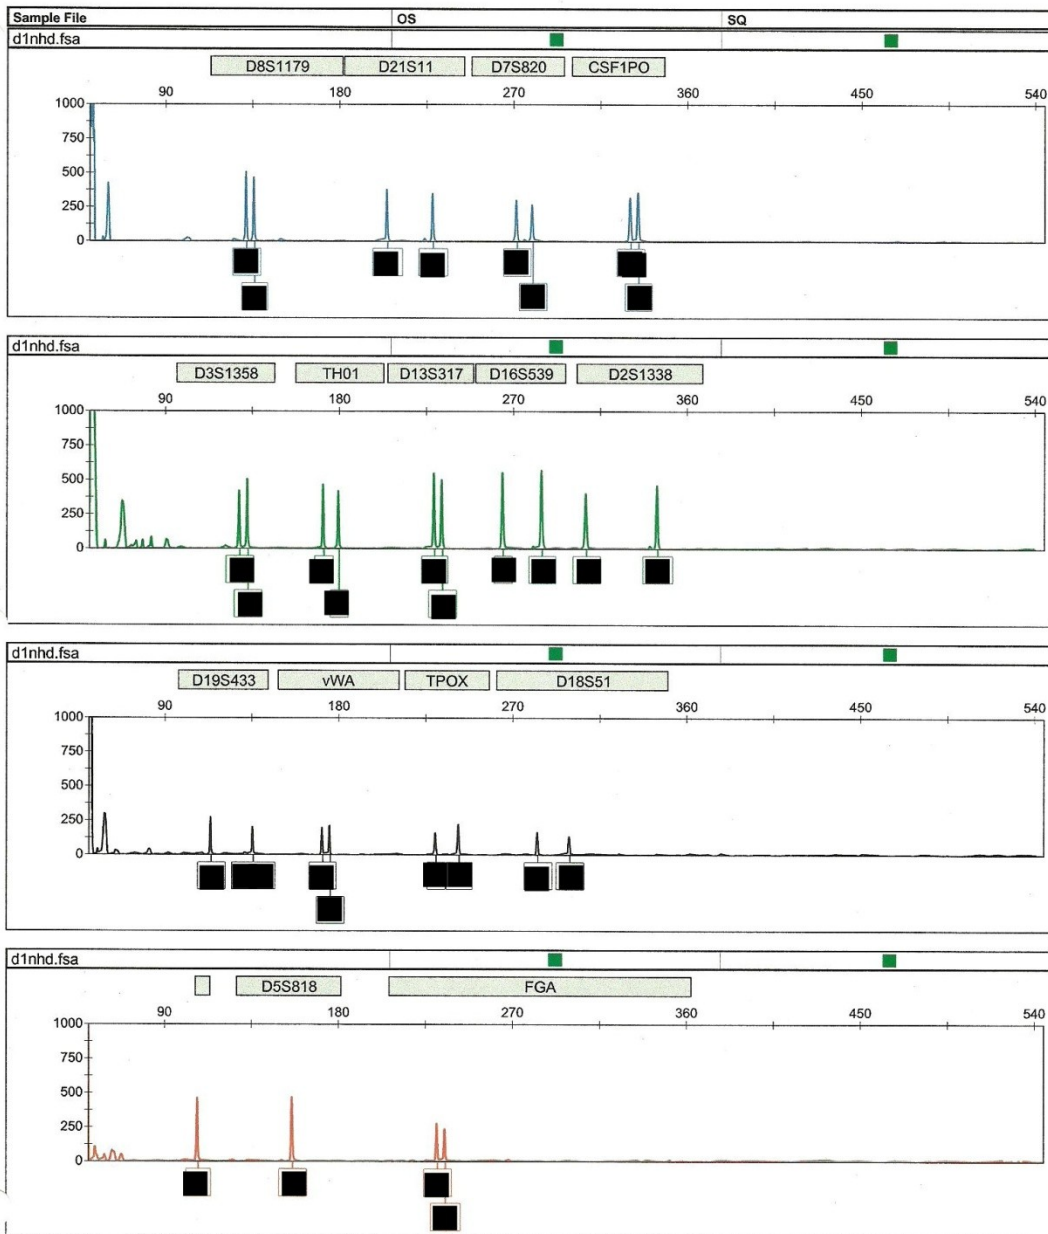 Sample File OS SQ
d1nhd.fsa
D8S1179 D21S11 D7S820 CSF1PO
90 180 270 360 450 540
1000
750
500
250
0
d1nhd.fsa
D3S1358 TH01 D13S317 D16S539 D2S1338
90 180 270 360 450 540
1000
750
500
250
0
d1nhd.fsa
D19S433 vWA TPOX D18S51
90 180 270 360 450 540
1000
750
500
250
0
d1nhd.fsa
D5S818 FGA
90 180 270 360 450 540
1000
750
500
250
0